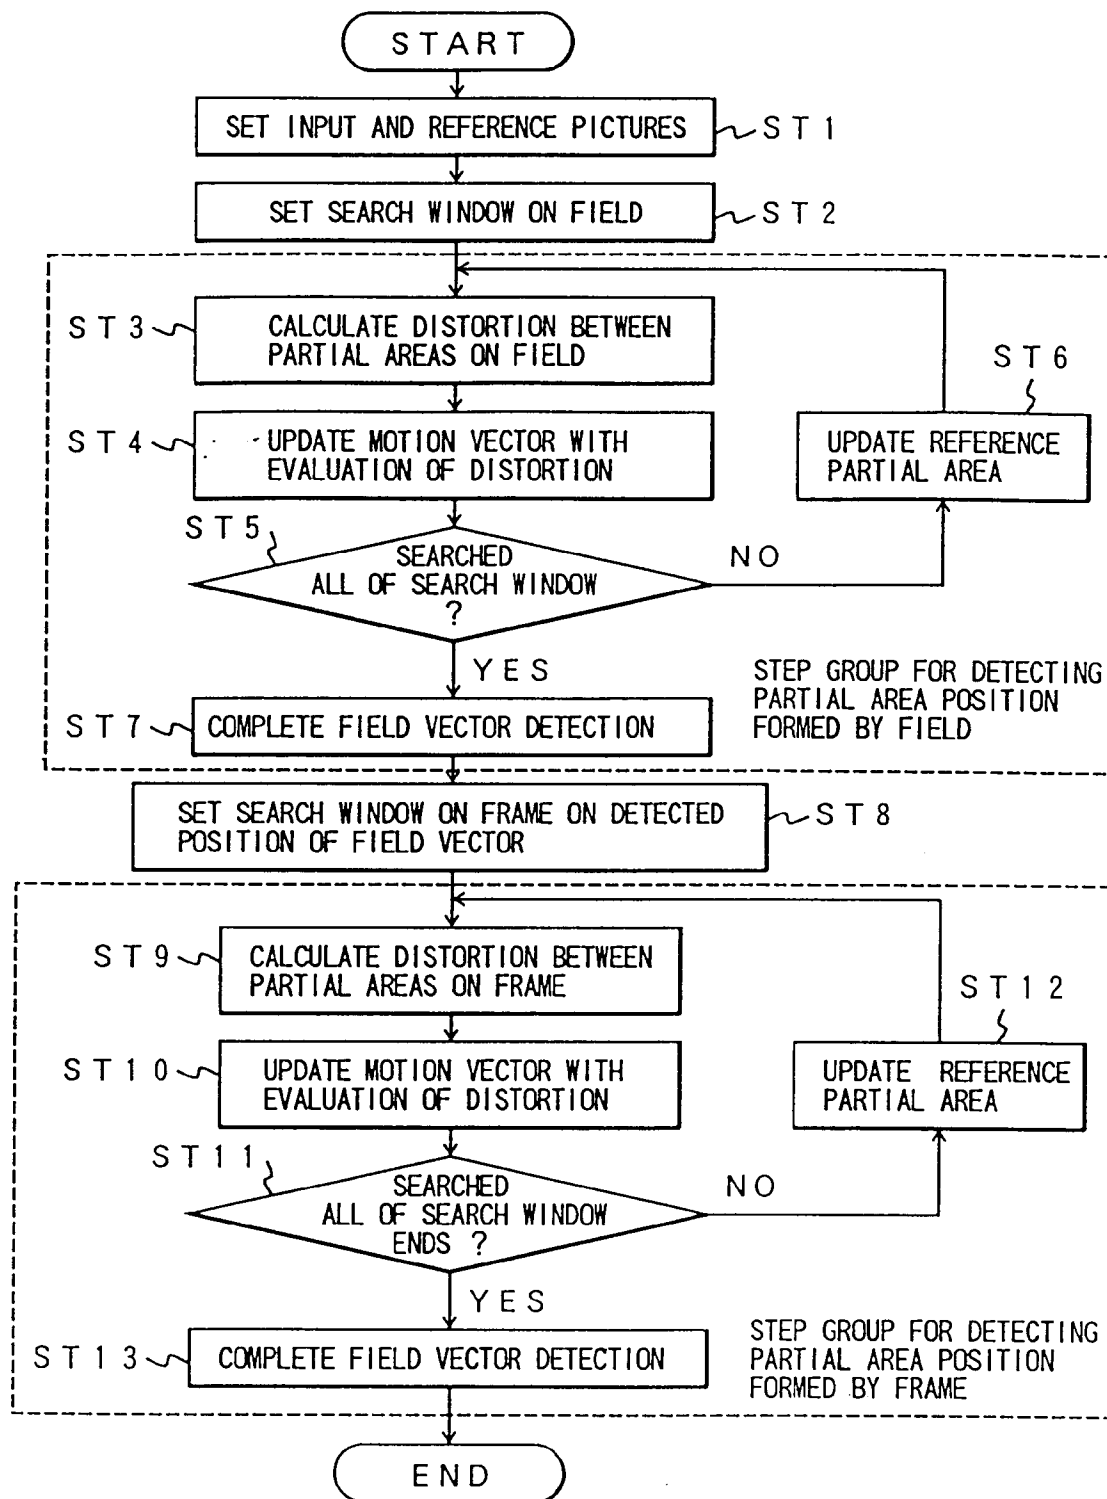 START
SET INPUT AND REFERENCE PICTURES
ST1
SET SEARCH WINDOW ON FIELD
ST2
ST3
CALCULATE DISTORTION BETWEEN
PARTIAL AREAS ON FIELD
ST6
ST4
UPDATE MOTION VECTOR WITH
EVALUATION OF DISTORTION
UPDATE REFERENCE
PARTIAL AREA
ST5
SEARCHED
ALL OF SEARCH WINDOW
?
NO
YES
STEP GROUP FOR DETECTING
PARTIAL AREA POSITION
FORMED BY FIELD
ST7
COMPLETE FIELD VECTOR DETECTION
SET SEARCH WINDOW ON FRAME ON DETECTED
POSITION OF FIELD VECTOR
ST8
ST9
CALCULATE DISTORTION BETWEEN
PARTIAL AREAS ON FRAME
ST12
ST10
UPDATE MOTION VECTOR WITH
EVALUATION OF DISTORTION
UPDATE REFERENCE
PARTIAL AREA
ST11
SEARCHED
ALL OF SEARCH WINDOW
ENDS ?
NO
YES
STEP GROUP FOR DETECTING
PARTIAL AREA POSITION
FORMED BY FRAME
ST13
COMPLETE FIELD VECTOR DETECTION
END